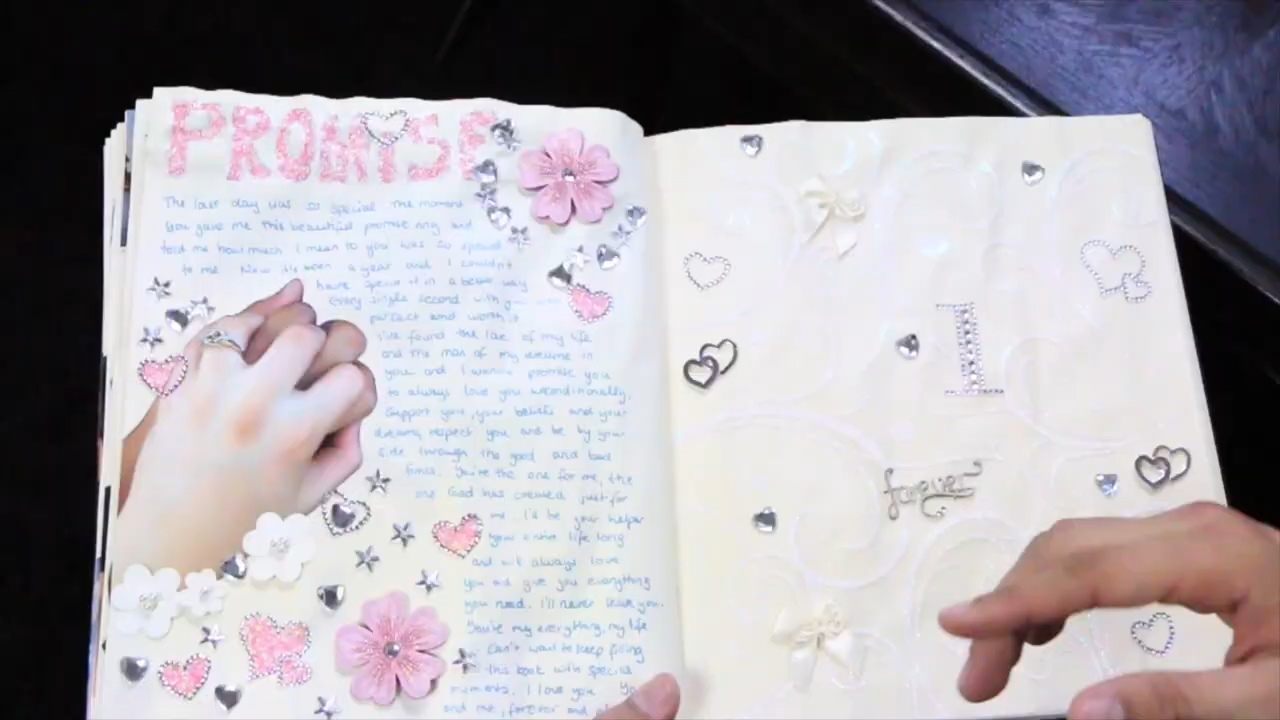 PROMISE
The last day was so special. The moment
you gave me this beautiful promise ring and
told me how much I mean to you was so special
to me. Now it's been a year and I couldn't
have spent it in a better way
Every single second with you
perfect and worth it
I've found the love of my life
and the man of my in
you and I wanna promise you
to always love you unconditionally,
support you, your beliefs and your
dreams, respect you and be by your
side through the good and bad
times. You're the one for me, the
one God has created just for
me. I'll be your helper
your entire life long
and will always love
you and give you everything
you need. I'll never leave you.
You're my everything, my life
Can't wait to keep filling
this book with special
moments. I love you. You
and me, forever and
1
forever